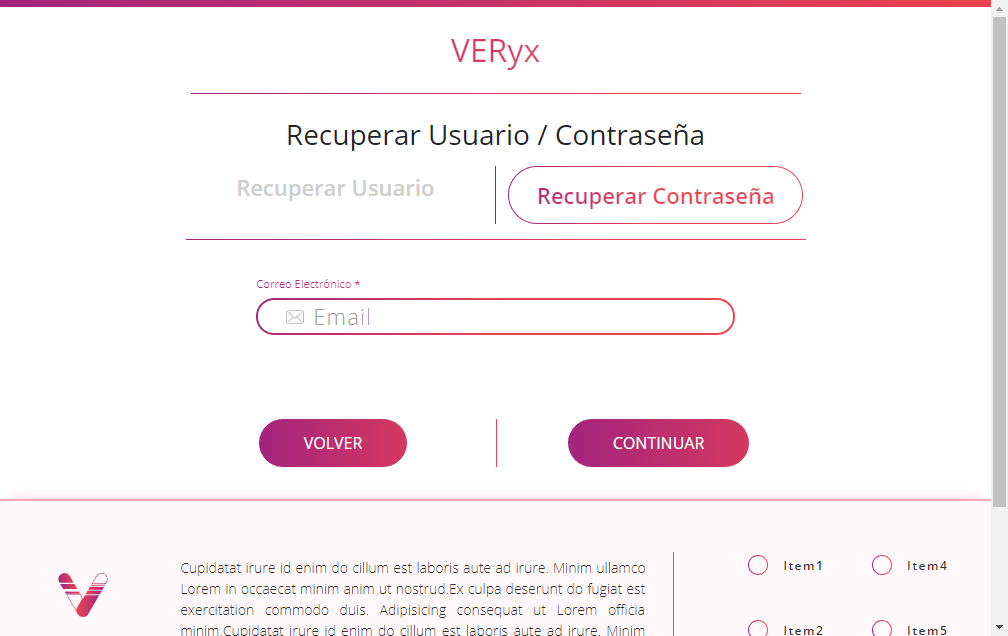 VERyx
Recuperar Usuario / Contraseña
Recuperar Usuario
Recuperar Contraseña
Correo Electrónico *
Email
VOLVER
CONTINUAR
Cupidatat irure id enim do cillum est laboris aute ad irure. Minim ullamco
Lorem in occaecat minim anim ut nostrud.Ex culpa deserunt do fugiat est
exercitation commodo duis. Adipisicing consequat ut Lorem officia
minim.Cupidatat irure id enim do cillum est laboris aute ad irure. Minim
Item1
Item4
Item2
Item5